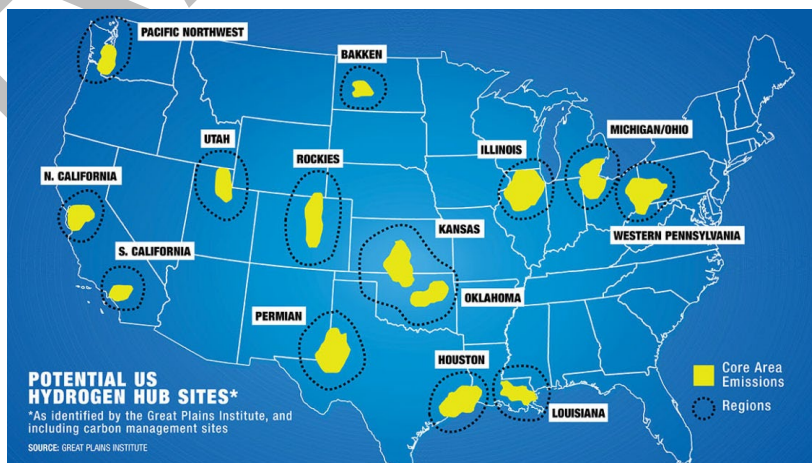 PACIFIC NORTHWEST
BAKKEN
MICHIGAN/OHIO
UTAH
ROCKIES
ILLINOIS
N. CALIFORNIA
KANSAS
WESTERN PENNSYLVANIA
S. CALIFORNIA
OKLAHOMA
PERMIAN
HOUSTON
LOUISIANA
POTENTIAL US
HYDROGEN HUB SITES*
*As identified by the Great Plains Institute, and
including carbon management sites
SOURCE: GREAT PLAINS INSTITUTE
Core Area
Emissions
Regions